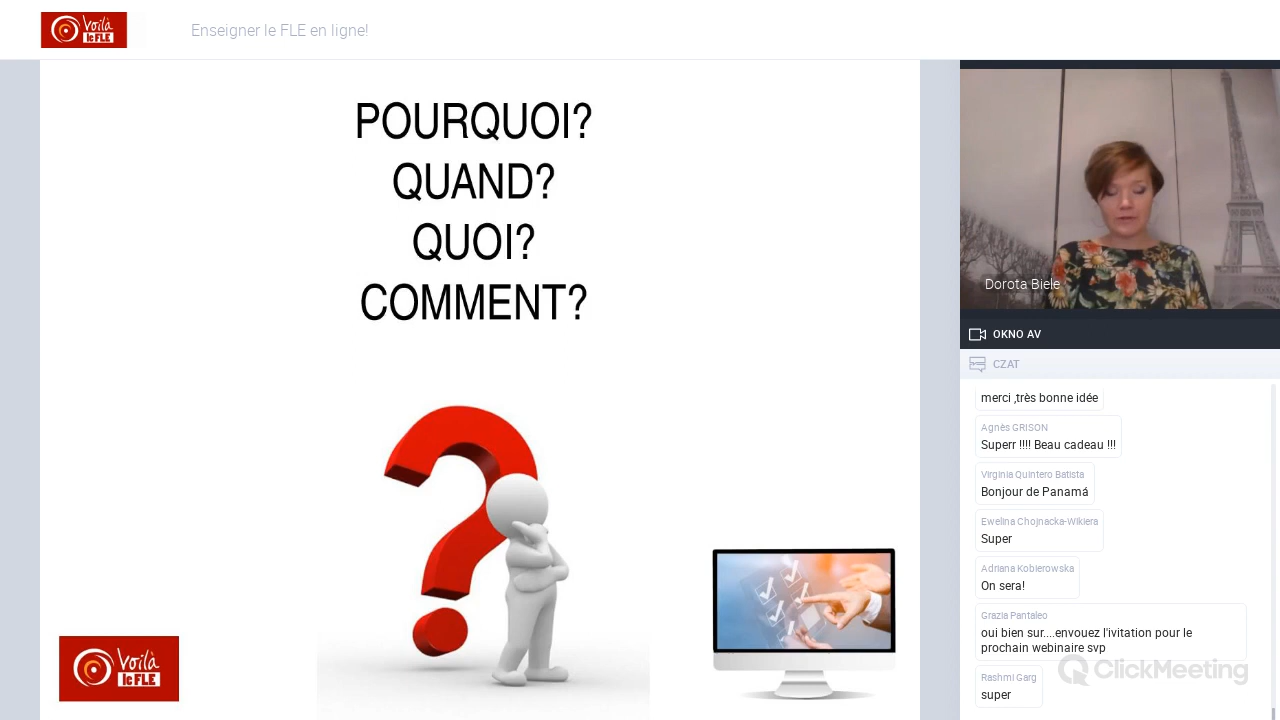 Voilà
le FLE
Enseigner le FLE en ligne!
POURQUOI?
QUAND?
QUOI?
COMMENT?
Voilà
le FLE
Dorota Biele
OKNO AV
CZAT
merci ,très bonne idée
Agnès GRISON
Superr !!!! Beau cadeau !!!
Virginia Quintero Batista
Bonjour de Panamá
Ewelina Chojnacka-Wikiera
Super
Adriana Kobierowska
On sera!
Grazia Pantaleo
oui bien sur....envouez l'ivitation pour le
prochain webinaire svp
Rashmi Garg
super
ClickMeeting